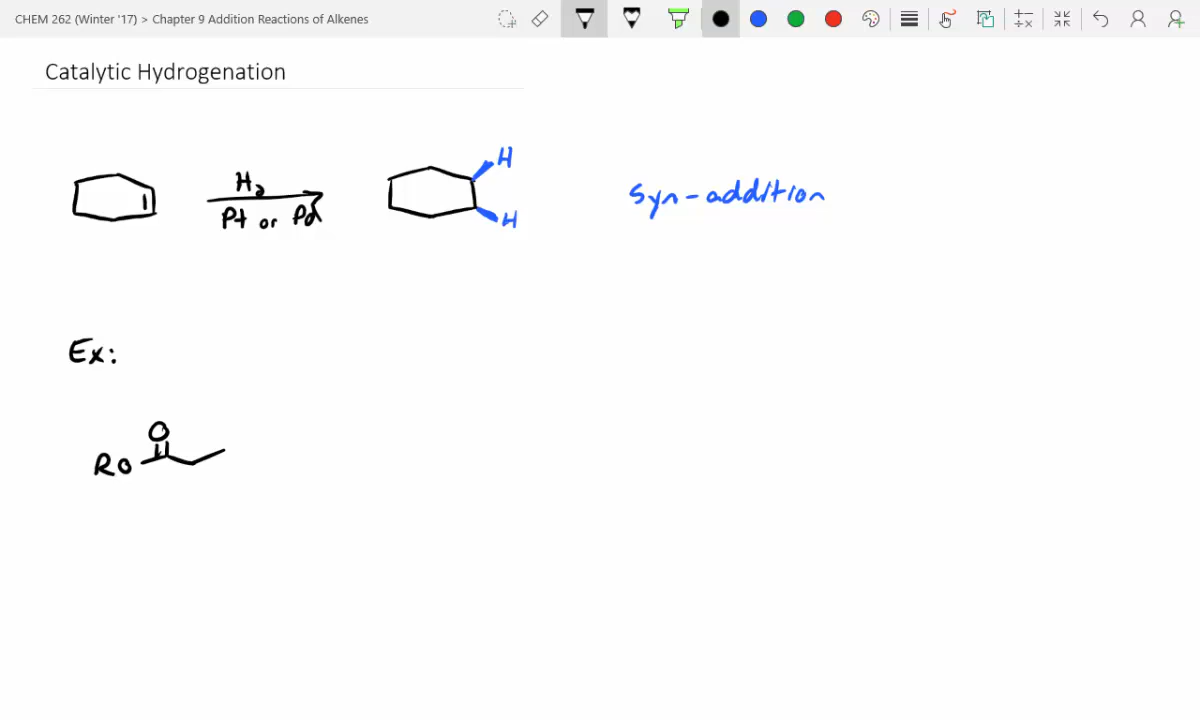 CHEM 262 (Winter '17) > Chapter 9 Addition Reactions of Alkenes
Catalytic Hydrogenation
H₂
Pt or Pd
H
H
Syn-addition
Ex:
O
RO